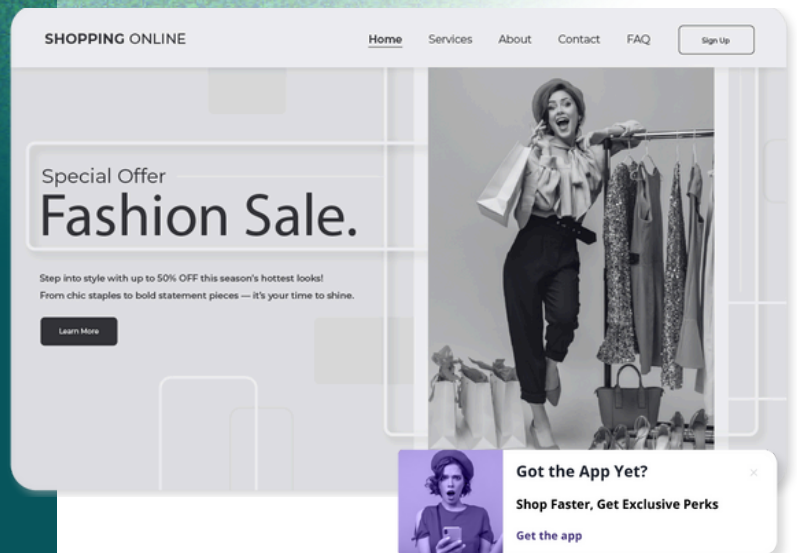 SHOPPING ONLINE
Home Services About Contact FAQ Sign Up
Special Offer
Fashion Sale.
Step into style with up to 50% OFF this season's hottest looks!
From chic staples to bold statement pieces — it's your time to shine.
Learn More
Got the App Yet?
Shop Faster, Get Exclusive Perks
Get the app